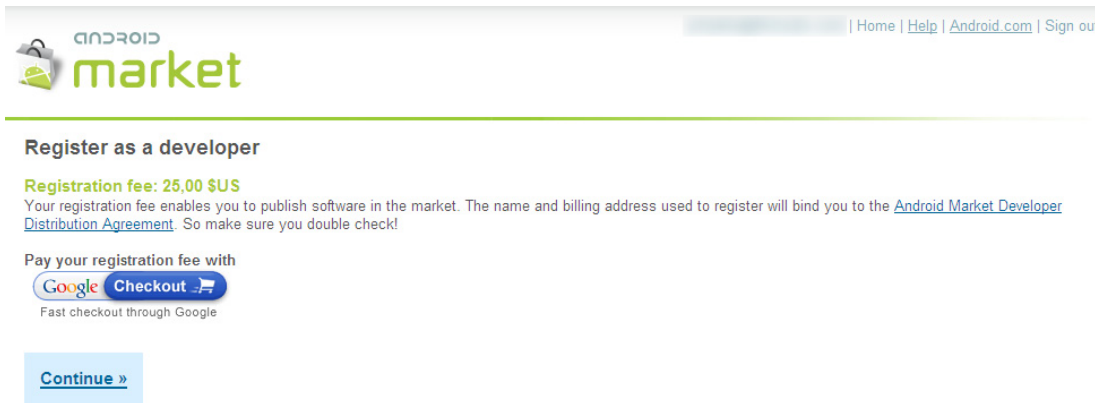 | Home | Help | Android.com | Sign ou
android
market
Register as a developer
Registration fee: 25,00 $US
Your registration fee enables you to publish software in the market. The name and billing address used to register will bind you to the Android Market Developer
Distribution Agreement. So make sure you double check!
Pay your registration fee with
Google Checkout
Fast checkout through Google
Continue »